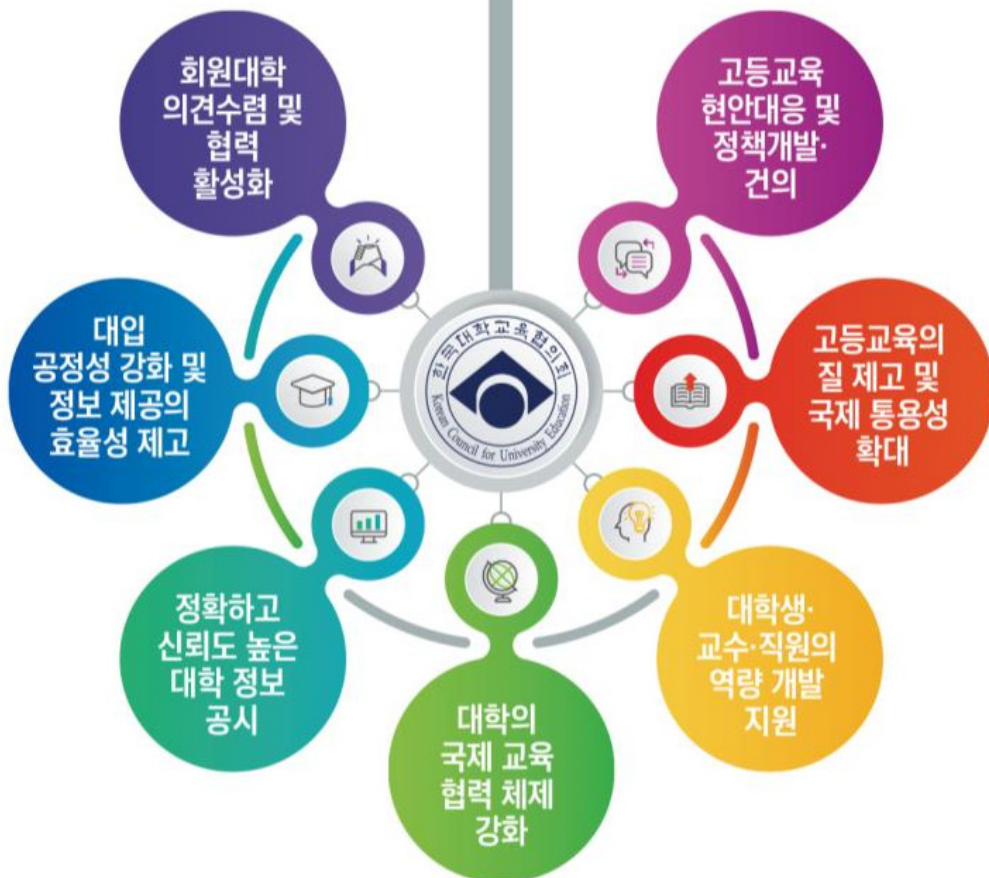 회원대학
의견수렴 및
협력
활성화
고등교육
현안대응 및
정책개발·
건의
대입
공정성 강화 및
정보 제공의
효율성 제고
한국대학교육협의회
Korean Council for University Education
고등교육의
질 제고 및
국제 통용성
확대
정확하고
신뢰도 높은
대학 정보
공시
대학생·
교수·직원의
역량 개발
지원
대학의
국제 교육
협력 체제
강화